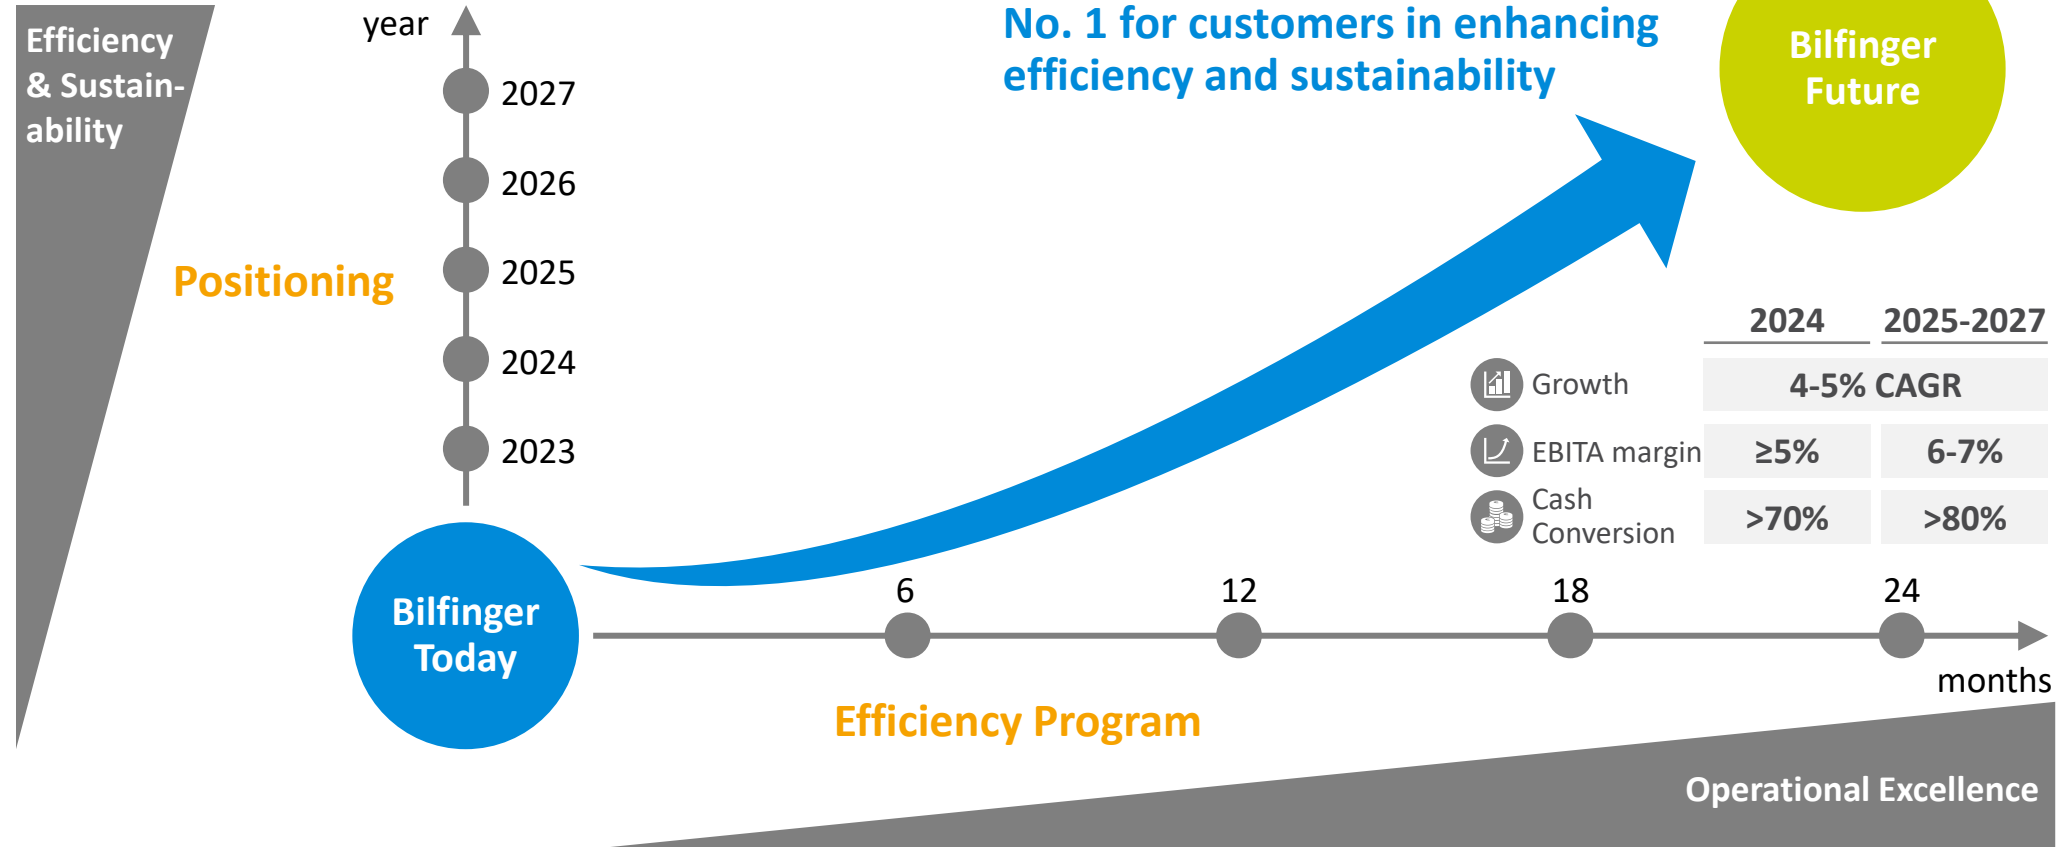 Efficiency
& Sustain-
ability
year
2027
2026
2025
2024
2023
Positioning
No. 1 for customers in enhancing
efficiency and sustainability
Bilfinger
Future
2024 2025-2027
Growth 4-5% CAGR
EBITA margin ≥5% 6-7%
Cash
Conversion >70% >80%
Bilfinger
Today
6 12 18 24
months
Efficiency Program
Operational Excellence